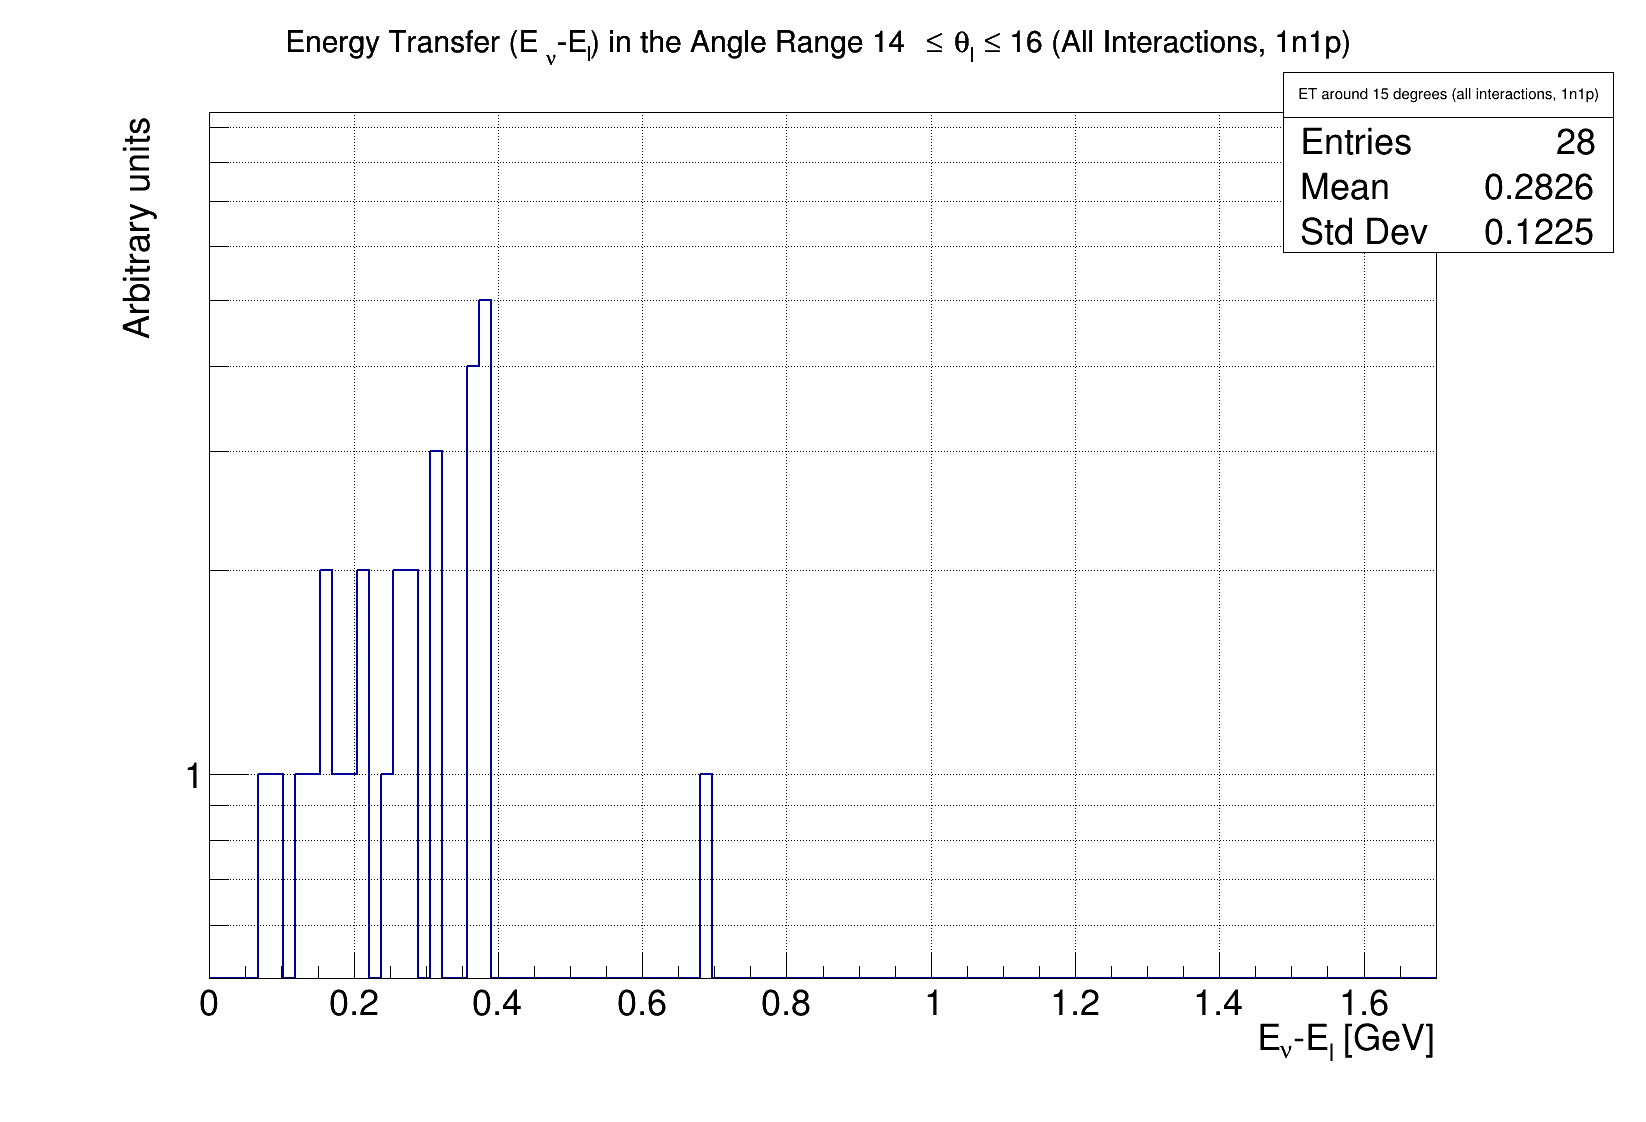 Energy Transfer (Eν-El) in the Angle Range 14 ≤ θl ≤ 16 (All Interactions, 1n1p)
ET around 15 degrees (all interactions, 1n1p)
Entries 28
Mean 0.2826
Std Dev 0.1225
Arbitrary units
1
0 0.2 0.4 0.6 0.8 1 1.2 1.4 1.6
Eν-El [GeV]